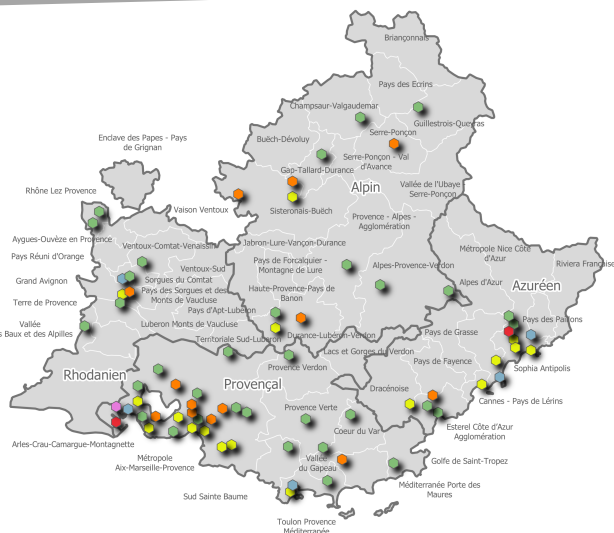 Briançonnais
Pays des Ecrins
Champsaur-Valgaudemar
Guillestrois-Queyras
Serre-Ponçon
Buëch-Dévoluy
Enclave des Papes - Pays
de Grignan
Serre-Ponçon - Val
d'Avance
Gap-Tallard-Durance
Alpin
Vallée de l'Ubaye
Serre-Ponçon
Rhône Lez Provence
Vaison Ventoux
Sisteronais-Buëch
Provence - Alpes -
Agglomération
Aygues-Ouvèze en Provence
Ventoux-Comtat-Venaissin
Jabron-Lure-Vançon-Durance
Métropole Nice Côte
d'Azur
Pays Réuni d'Orange
Riviera Française
Ventoux-Sud
Pays de Forcalquier -
Montagne de Lure
Alpes-Provence-Verdon
Grand Avignon
Sorgues du Comtat
Alpes d'Azur
Azuréen
Pays des Sorgues et des
Monts de Vaucluse
Haute-Provence-Pays de
Banon
Terre de Provence
Pays d'Apt-Luberon
Pays des Paillons
Vallée
s Baux et des Alpilles
Luberon Monts de Vaucluse
Durance-Lubéron-Verdon
Pays de Grasse
Territoriale Sud-Luberon
Lacs et Gorges du Verdon
Provence Verdon
Pays de Fayence
Sophia Antipolis
Rhodanien
Provençal
Dracénoise
Cannes - Pays de Lérins
Provence Verte
Esterel Côte d'Azur
Agglomération
Coeur du Var
Arles-Crau-Camargue-Montagnette
Métropole
Aix-Marseille-Provence
Vallée
du Gapeau
Golfe de Saint-Tropez
Méditerranée Porte des
Maures
Sud Sainte Baume
Toulon Provence
Méditerranée